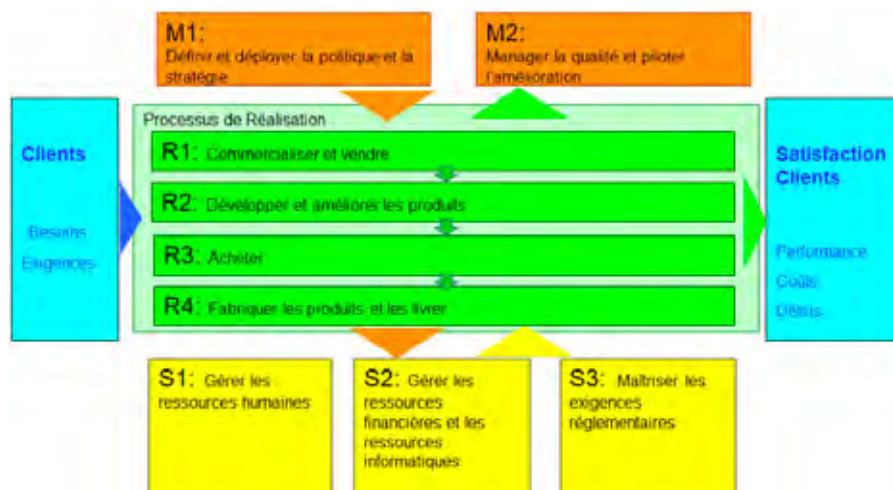 M1:
Définir et déployer la politique et la
stratégie
M2:
Manager la qualité et piloter
l'amélioration
Clients
Besoins
Exigences
Processus de Réalisation
R1: Commercialiser et vendre
R2: Développer et améliorer les produits
R3: Acheter
R4: Fabriquer les produits et les livrer
Satisfaction
Clients
Performance
Coûts
Délais
S1: Gérer les
ressources humaines
S2: Gérer les
ressources
financières et les
ressources
informatiques
S3: Maîtriser les
exigences
réglementaires